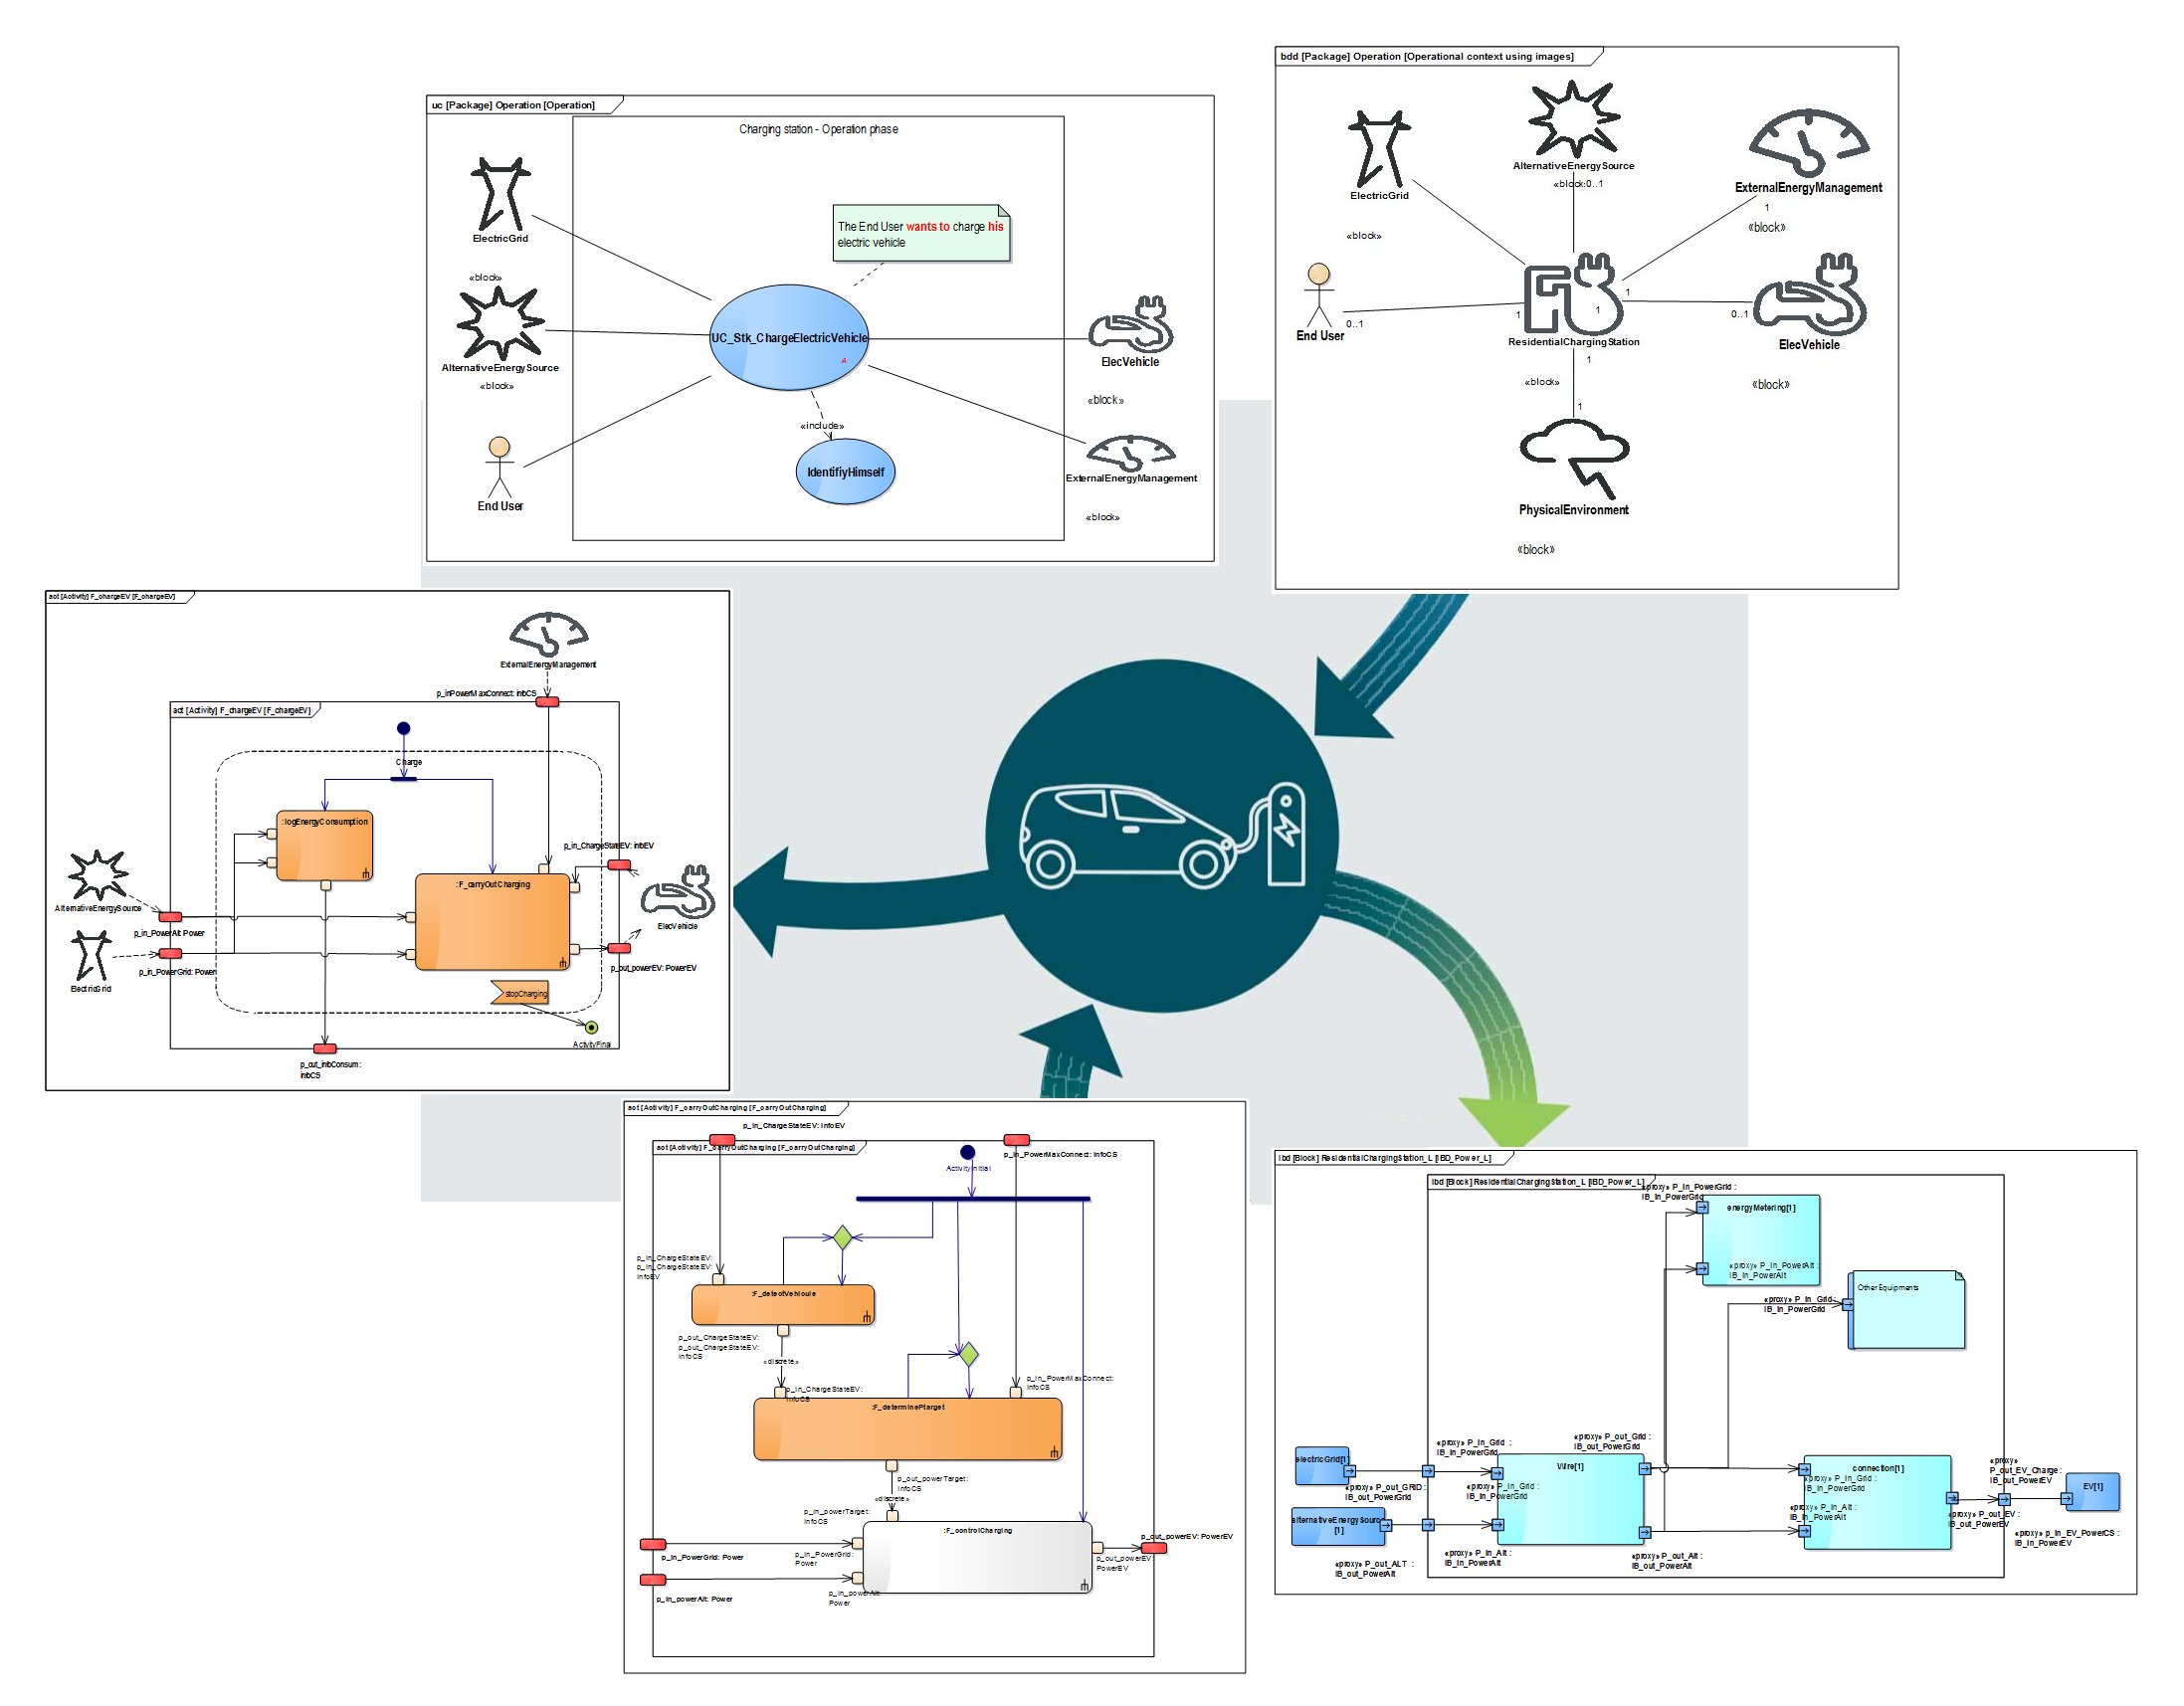 uc [Package] Operation [Operation]
Charging station - Operation phase
ElectricGrid
The End User wants to charge his
electric vehicle
«block»
UC_Stk_ChargeElectricVehicle
A
AlternativeEnergySource
«block»
ElecVehicle
«block»
«include»
IdentifiyHimself
End User
ExternalEnergyManagement
«block»
bdd [Package] Operation [Operational context using images]
AlternativeEnergySource
«block»
0..1
ElectricGrid
«block»
ExternalEnergyManagement
1
«block»
End User
0..1
1
1
1
ResidentialChargingStation
1
«block»
0..1
ElecVehicle
«block»
1
PhysicalEnvironment
«block»
act [Activity] F_chargeEV [F_chargeEV]
ExternalEnergyManagement
p_inPowerMaxConnect: infoCS
act [Activity] F_chargeEV [F_chargeEV]
Charge
:logEnergyConsumption
p_in_ChargeStateEV: infoEV
:F_carryOutCharging
AlternativeEnergySource
p_in_PowerAlt: Power
ElecVehicle
p_in_PowerGrid: Power
p_out_powerEV: PowerEV
ElectricGrid
stopCharging
ActivityFinal
p_out_infoConsum:
infoCS
act [Activity] F_carryOutCharging [F_carryOutCharging]
p_in_ChargeStateEV: InfoEV
act [Activity] F_carryOutCharging [F_carryOutCharging]
p_in_PowerMaxConnect: InfoCS
ActivityInitial
p_in_ChargeStateEV:
p_in_ChargeStateEV:
InfoEV
:F_detectVehicule
p_out_ChargeStateEV:
p_out_ChargeStateEV:
InfoCS
«discrete»
p_in_ChargeStateEV:
InfoCS
p_in_PowerMaxConnect:
InfoCS
:F_determinePtarget
p_out_powerTarget:
InfoCS
«discrete»
p_in_powerTarget:
InfoCS
:F_controlCharging
p_in_PowerGrid: Power
p_in_PowerGrid:
Power
p_out_powerEV: PowerEV
p_out_powerEV:
PowerEV
p_in_powerAlt: Power
p_in_powerAlt:
Power
ibd [Block] ResidentialChargingStation_L [IBD_Power_L]
ibd [Block] ResidentialChargingStation_L [IBD_Power_L]
«proxy» P_in_PowerGrid :
IB_In_PowerGrid
energyMetering[1]
«proxy» P_in_PowerAlt :
IB_In_PowerAlt
«proxy» P_in_Grid:
IB_In_PowerGrid
Other Equipments
electricGrid[1]
«proxy» P_out_GRID :
IB_out_PowerGrid
«proxy» P_in_Grid :
IB_In_PowerGrid
Wire[1]
«proxy» P_in_Grid :
IB_In_PowerGrid
«proxy» P_out_Grid :
IB_out_PowerGrid
connection[1]
«proxy» P_in_Grid :
IB_In_PowerGrid
«proxy» P_in_Alt :
IB_In_PowerAlt
«proxy»
P_out_EV_Charge :
IB_out_PowerEV
EV[1]
«proxy» P_out_EV :
IB_out_PowerEV
«proxy» p_in_EV_PowerCS :
IB_In_PowerEV
alternativeEnergySource
[1]
«proxy» P_out_ALT :
IB_out_PowerAlt
«proxy» P_in_Alt :
IB_In_PowerAlt
«proxy» P_out_Alt :
IB_out_PowerAlt